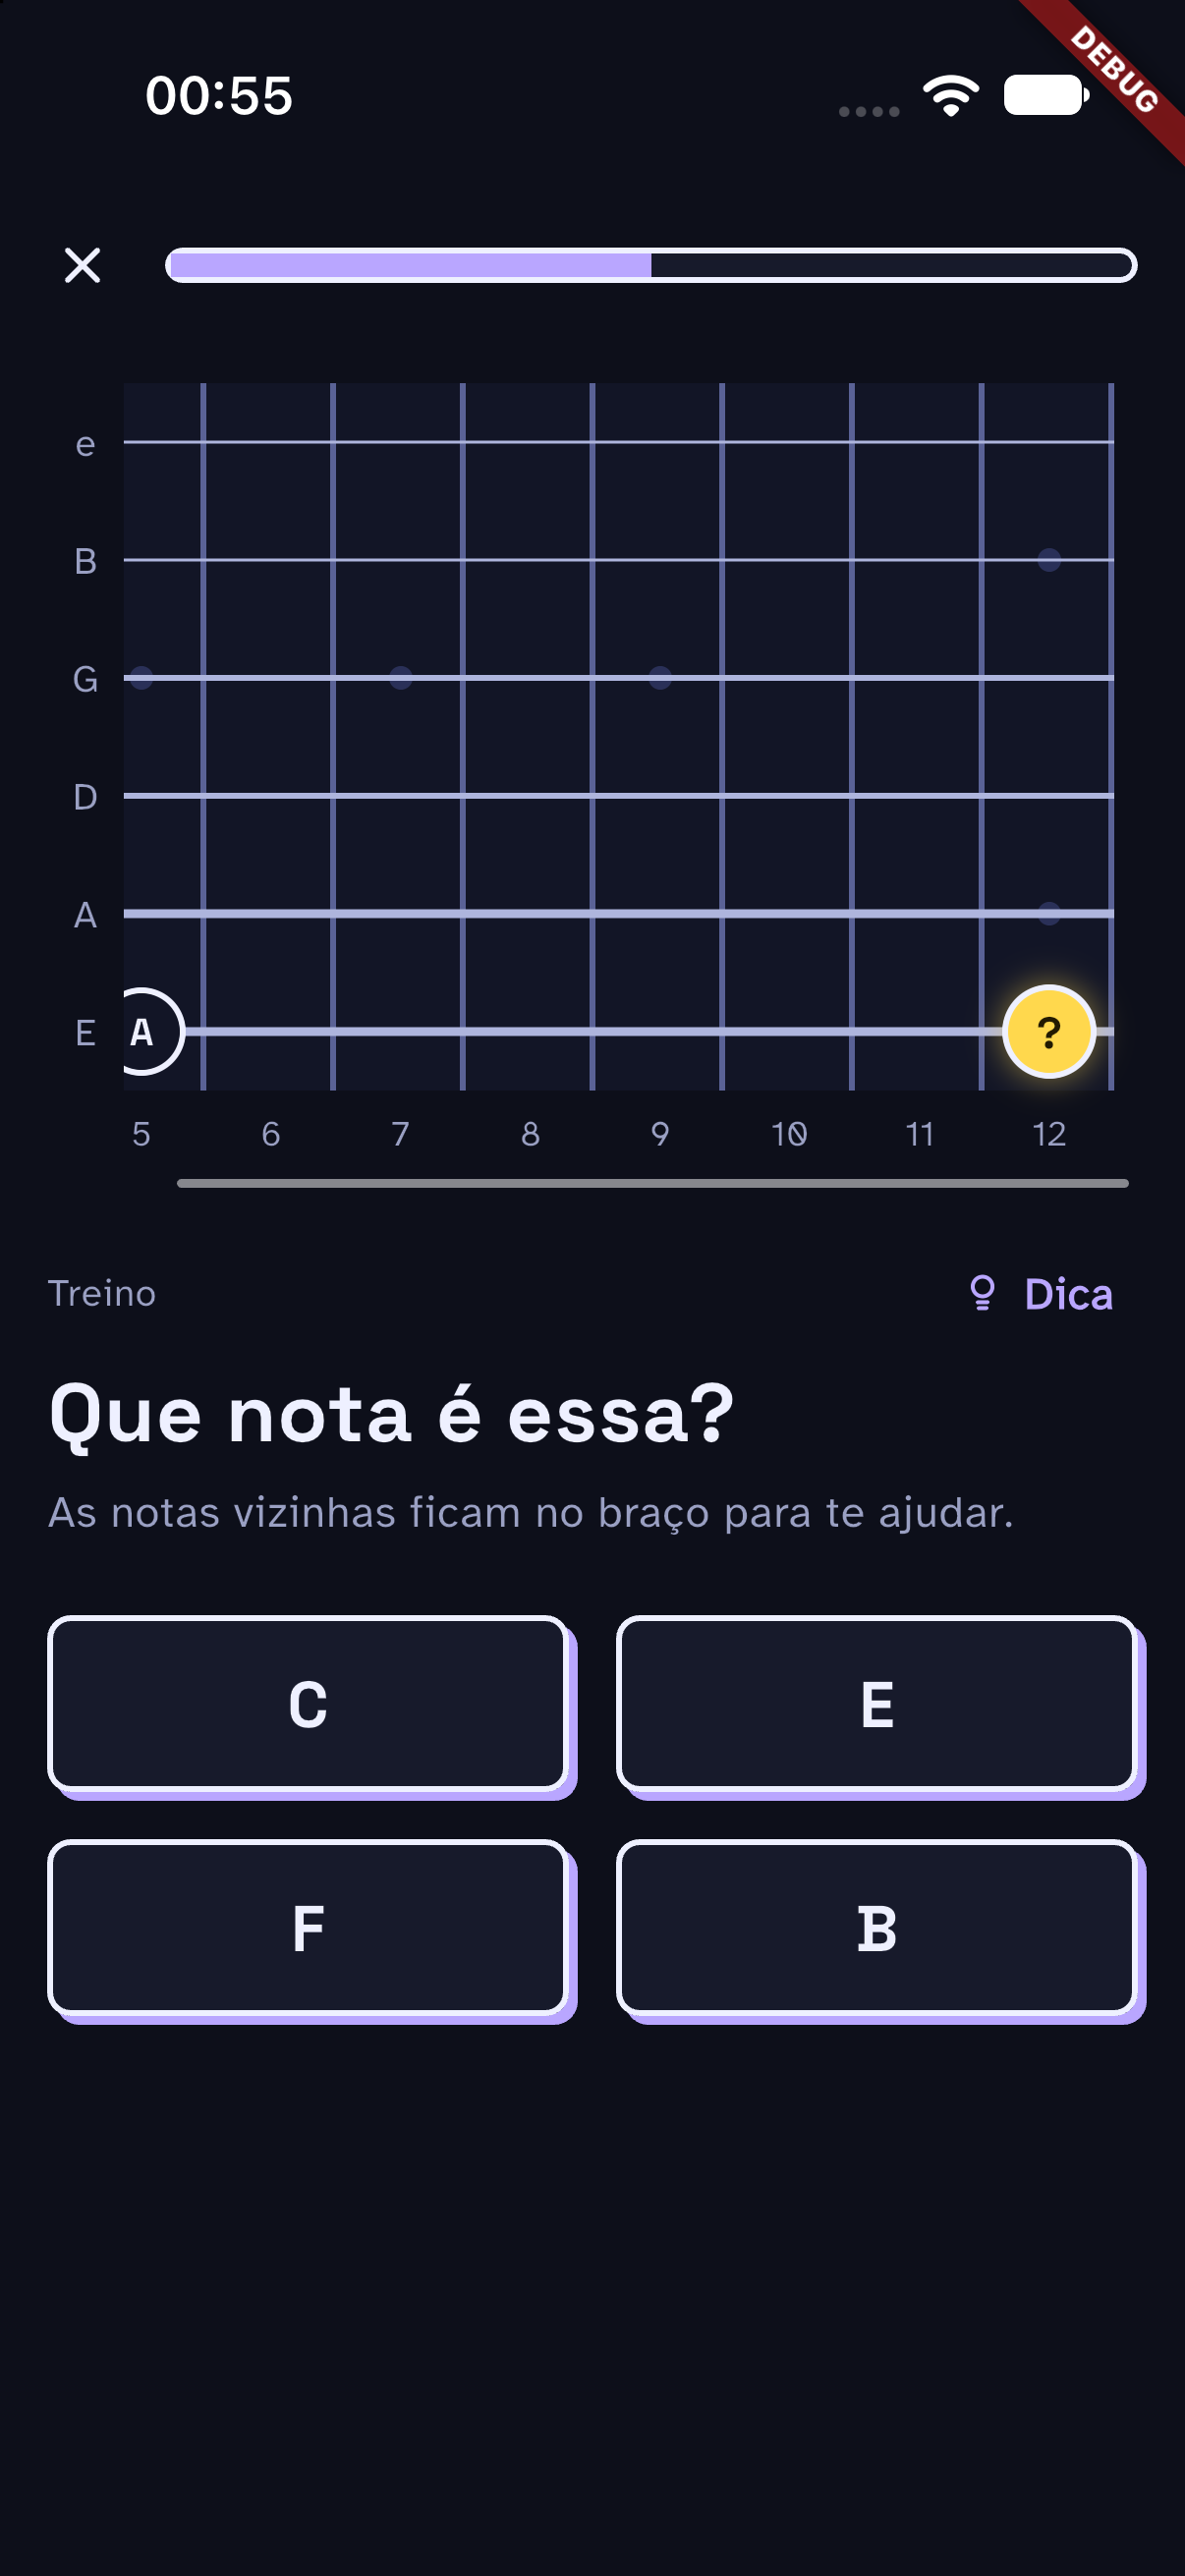 00:55
DEBUG
e
B
G
D
A
E A ?
5 6 7 8 9 10 11 12
Treino Dica
Que nota é essa?
As notas vizinhas ficam no braço para te ajudar.
C E
F B